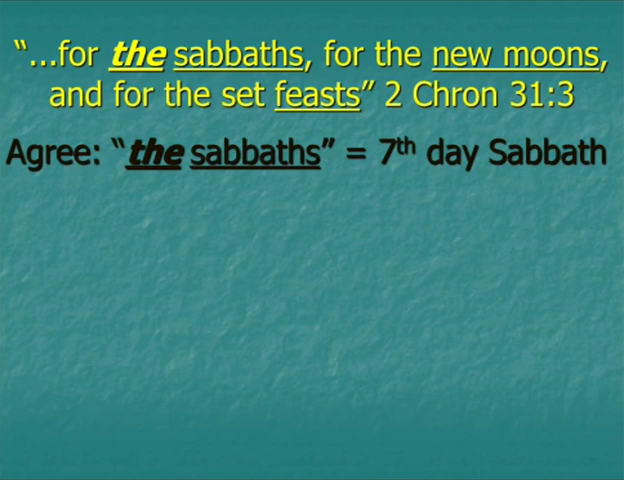 “...for the sabbaths, for the new moons,
and for the set feasts” 2 Chron 31:3
Agree: “the sabbaths” = 7th day Sabbath